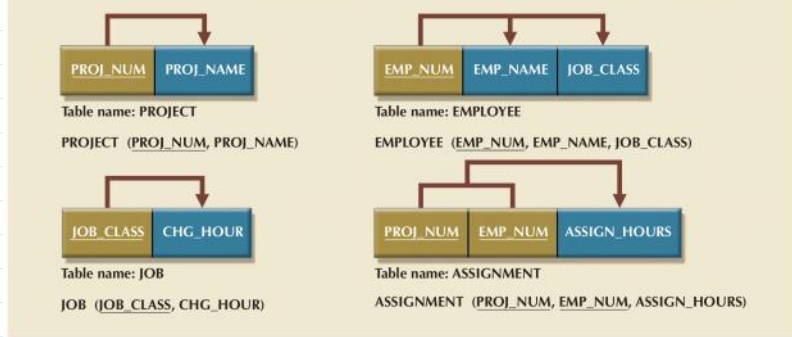 PROJ_NUM PROJ_NAME
Table name: PROJECT
PROJECT (PROJ_NUM, PROJ_NAME)
EMP_NUM EMP_NAME JOB_CLASS
Table name: EMPLOYEE
EMPLOYEE (EMP_NUM, EMP_NAME, JOB_CLASS)
JOB_CLASS CHG_HOUR
Table name: JOB
JOB (JOB_CLASS, CHG_HOUR)
PROJ_NUM EMP_NUM ASSIGN_HOURS
Table name: ASSIGNMENT
ASSIGNMENT (PROJ_NUM, EMP_NUM, ASSIGN_HOURS)